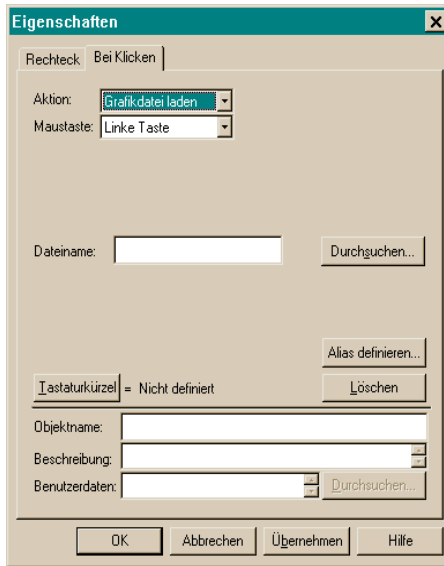 Eigenschaften
Rechteck Bei Klicken
Aktion: Grafikdatei laden
Maustaste: Linke Taste
Dateiname: Durchsuchen...
Alias definieren...
Tastaturkürzel = Nicht definiert Löschen
Objektname:
Beschreibung:
Benutzerdaten: Durchsuchen...
OK Abbrechen Übernehmen Hilfe